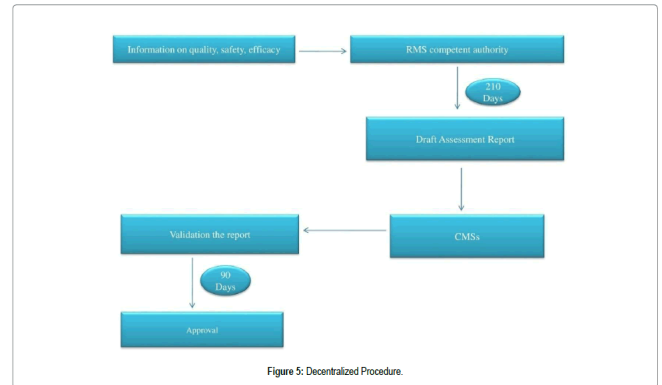 Information on quality, safety, efficacy
RMS competent authority
210
Days
Draft Assessment Report
CMSs
Validation the report
90
Days
Approval
Figure 5: Decentralized Procedure.